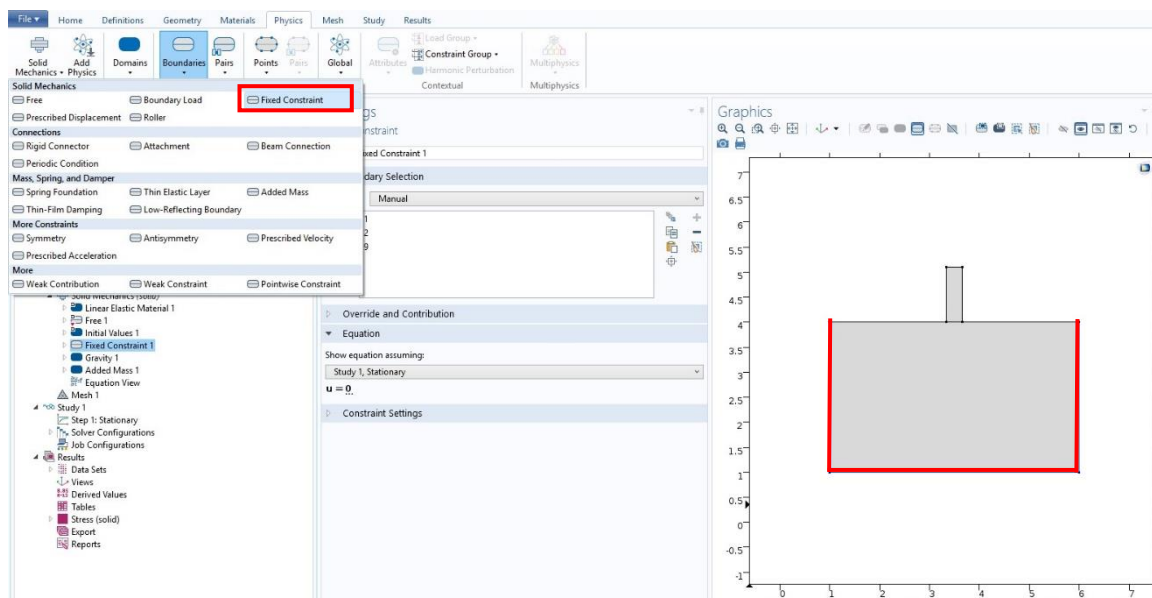 File Home Definitions Geometry Materials Physics Mesh Study Results
Solid Mechanics Add Physics Domains Boundaries Pairs Points Pairs Global Attributes Load Group Constraint Group Harmonic Perturbation Multiphysics
Contextual Multiphysics
Solid Mechanics
Free Boundary Load Fixed Constraint
Prescribed Displacement Roller
Connections
Rigid Connector Attachment Beam Connection
Periodic Condition
Mass, Spring, and Damper
Spring Foundation Thin Elastic Layer Added Mass
Thin-Film Damping Low-Reflecting Boundary
More Constraints
Symmetry Antisymmetry Prescribed Velocity
Prescribed Acceleration
More
Weak Contribution Weak Constraint Pointwise Constraint
Solid Mechanics (solid)
Linear Elastic Material 1
Free 1
Initial Values 1
Fixed Constraint 1
Gravity 1
Added Mass 1
Equation View
Mesh 1
Study 1
Step 1: Stationary
Solver Configurations
Job Configurations
Results
Data Sets
Views
Derived Values
Tables
Stress (solid)
Export
Reports
gs
nstraint
xed Constraint 1
dary Selection
Manual
1
2
9
Override and Contribution
Equation
Show equation assuming:
Study 1, Stationary
u = 0
Constraint Settings
Graphics
7
6.5
6
5.5
5
4.5
4
3.5
3
2.5
2
1.5
1
0.5
0
-0.5
-1
0 1 2 3 4 5 6 7